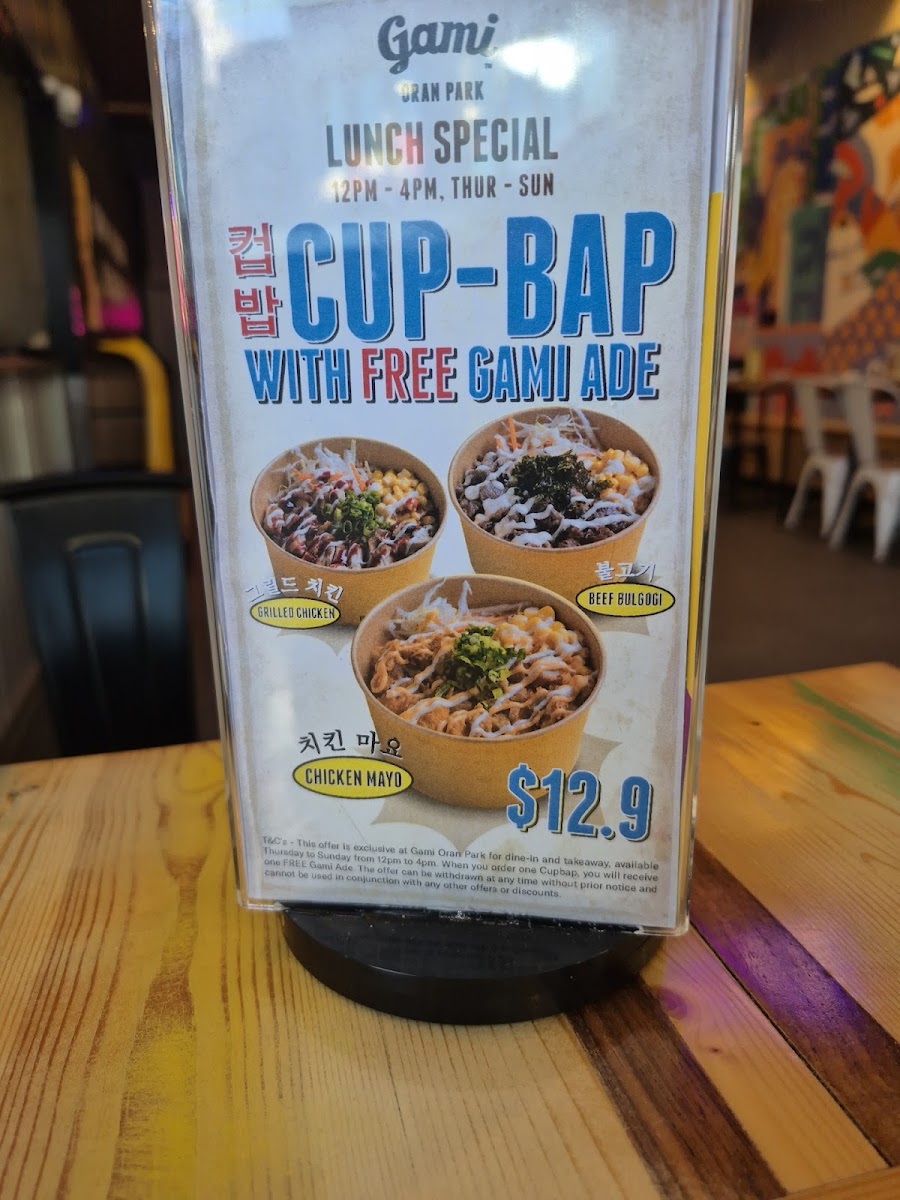 Gami
ORAN PARK
LUNCH SPECIAL
12PM - 4PM, THUR - SUN
컵밥
CUP-BAP
WITH FREE GAMI ADE
그릴드 치킨
GRILLED CHICKEN
불고기
BEEF BULGOGI
치킨 마요
CHICKEN MAYO
$12.9
T&C's - This offer is exclusive at Gami Oran Park for dine-in and takeaway, available
Thursday to Sunday from 12pm to 4pm. When you order one Cupbap, you will receive
one FREE Gami Ade. The offer can be withdrawn at any time without prior notice and
cannot be used in conjunction with any other offers or discounts.